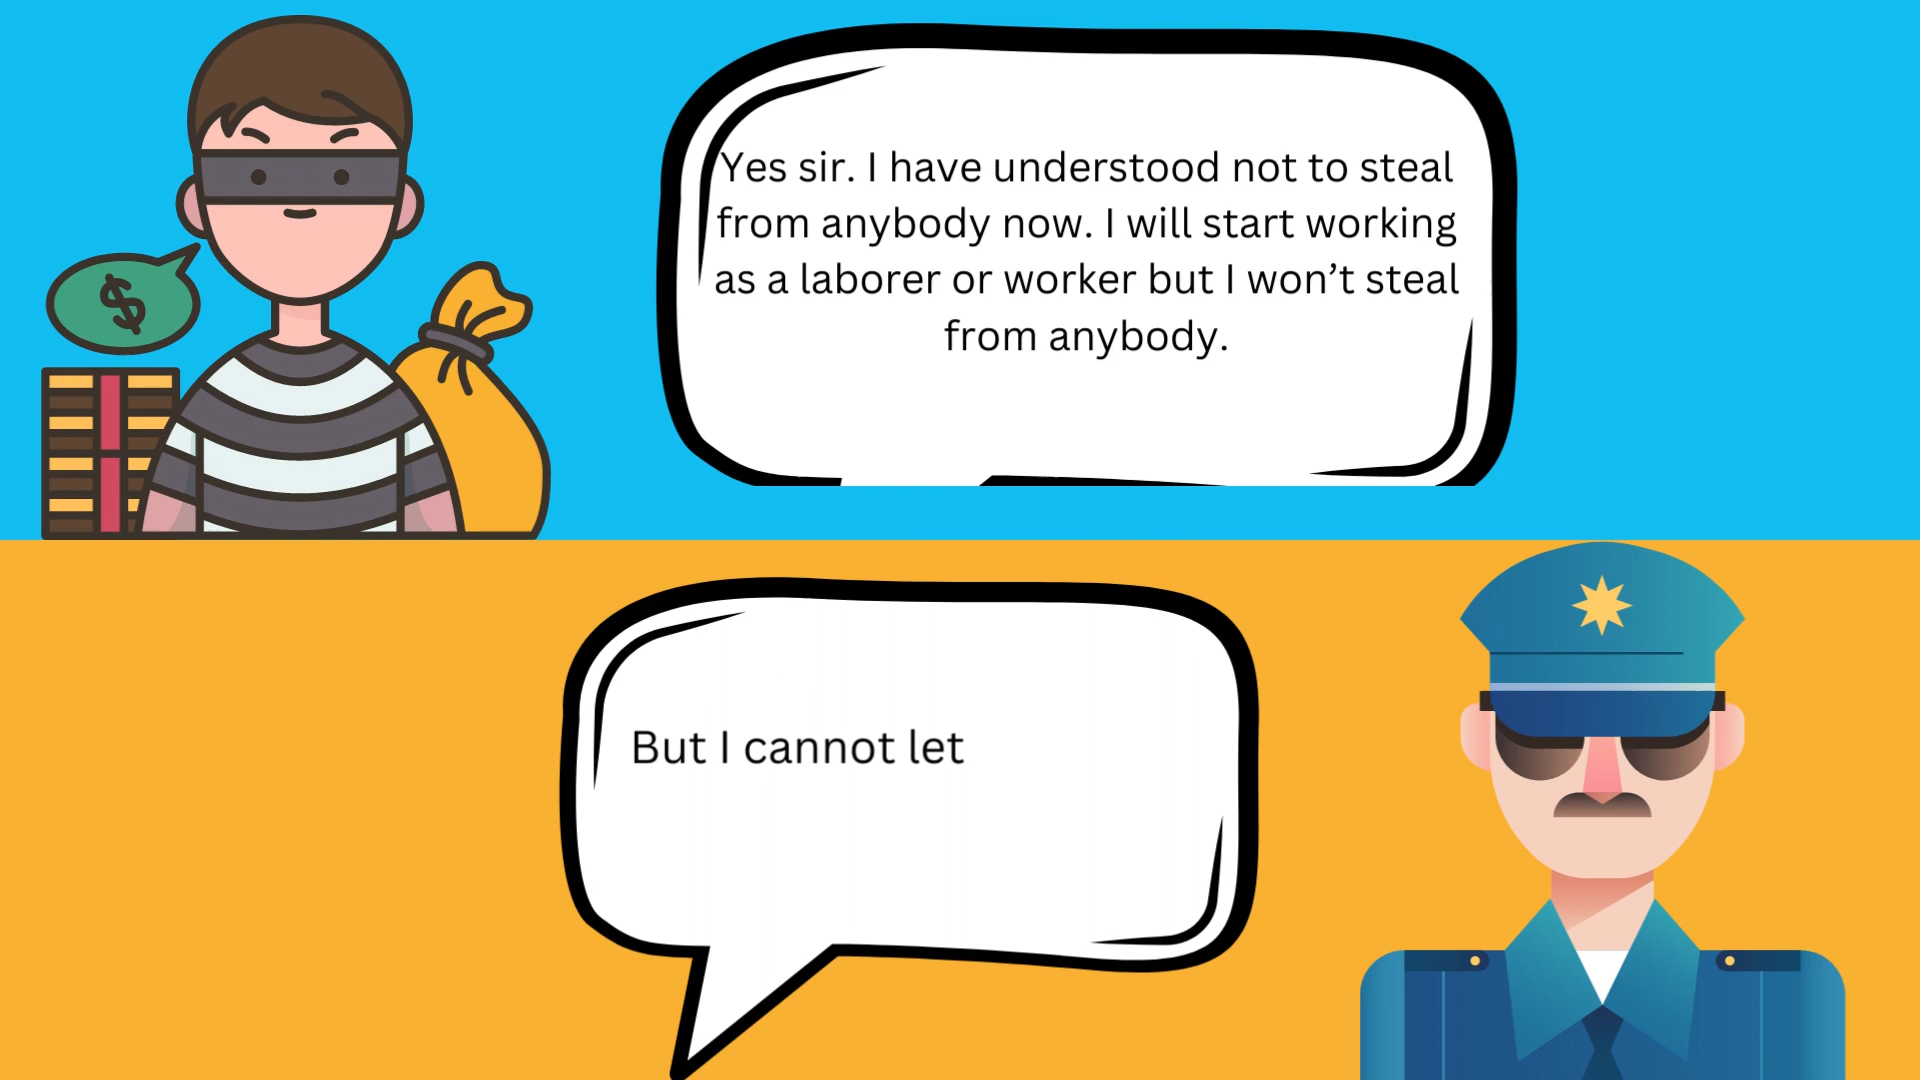 Yes sir. I have understood not to steal
from anybody now. I will start working
as a laborer or worker but I won’t steal
from anybody.
$
But I cannot let